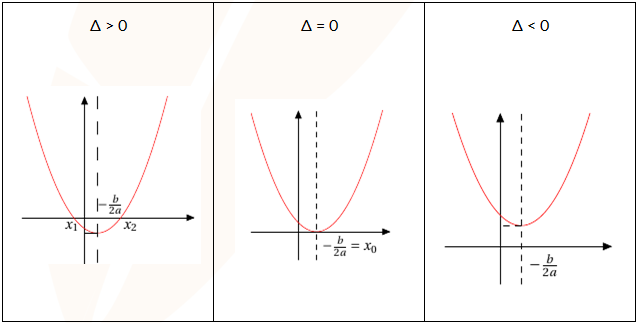 Δ > 0
-b/2a
x₁
x₂
Δ = 0
-b/2a = x₀
Δ < 0
-b/2a